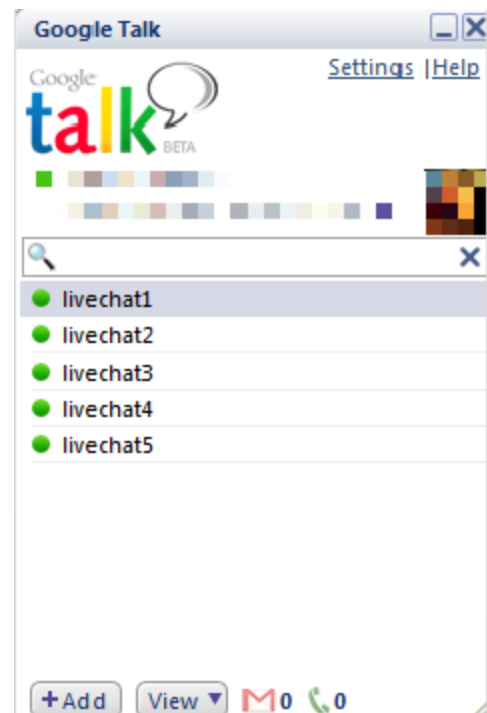 Google Talk
Settings | Help
Google
talk
BETA
livechat1
livechat2
livechat3
livechat4
livechat5
+Add View ▼ 0 0